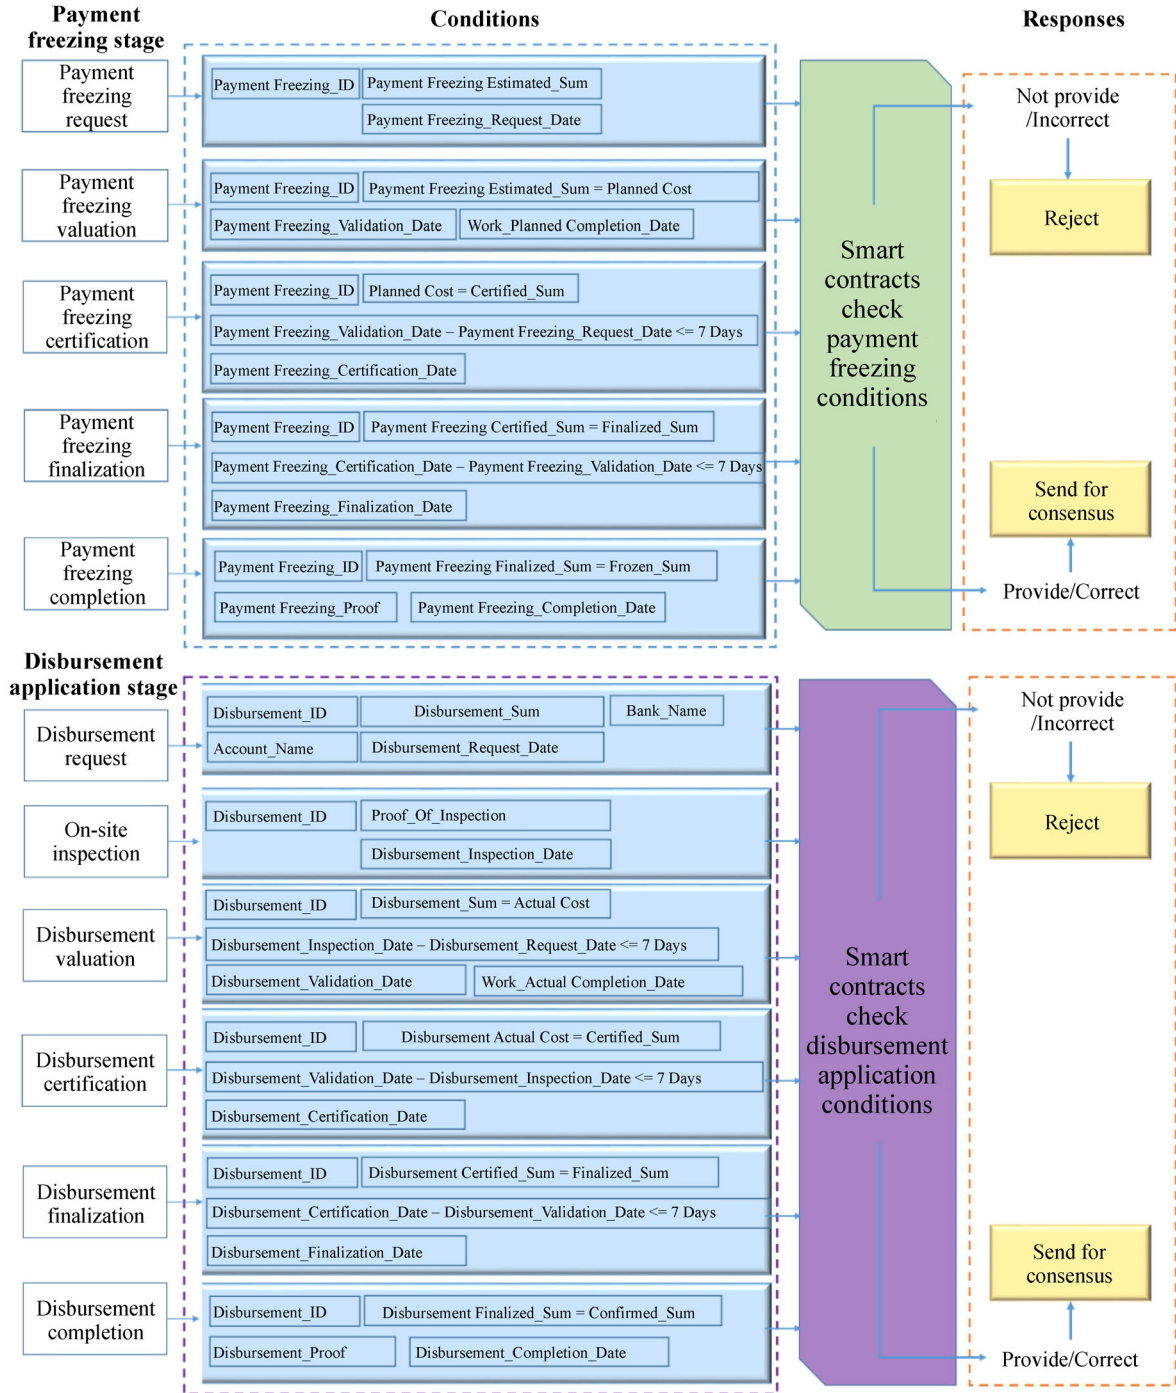 Payment
freezing stage
Conditions
Responses
Payment
freezing
request
Payment Freezing_ID
Payment Freezing Estimated_Sum
Payment Freezing_Request_Date
Payment
freezing
valuation
Payment Freezing_ID
Payment Freezing Estimated_Sum = Planned Cost
Payment Freezing_Validation_Date
Work_Planned Completion_Date
Payment
freezing
certification
Payment Freezing_ID
Planned Cost = Certified_Sum
Payment Freezing_Validation_Date – Payment Freezing_Request_Date <= 7 Days
Payment Freezing_Certification_Date
Payment
freezing
finalization
Payment Freezing_ID
Payment Freezing Certified_Sum = Finalized_Sum
Payment Freezing_Certification_Date – Payment Freezing_Validation_Date <= 7 Days
Payment Freezing_Finalization_Date
Payment
freezing
completion
Payment Freezing_ID
Payment Freezing Finalized_Sum = Frozen_Sum
Payment Freezing_Proof
Payment Freezing_Completion_Date
Smart
contracts
check
payment
freezing
conditions
Not provide
/Incorrect
Reject
Send for
consensus
Provide/Correct
Disbursement
application stage
Disbursement
request
Disbursement_ID
Disbursement_Sum
Bank_Name
Account_Name
Disbursement_Request_Date
On-site
inspection
Disbursement_ID
Proof_Of_Inspection
Disbursement_Inspection_Date
Disbursement
valuation
Disbursement_ID
Disbursement_Sum = Actual Cost
Disbursement_Inspection_Date – Disbursement_Request_Date <= 7 Days
Disbursement_Validation_Date
Work_Actual Completion_Date
Disbursement
certification
Disbursement_ID
Disbursement Actual Cost = Certified_Sum
Disbursement_Validation_Date – Disbursement_Inspection_Date <= 7 Days
Disbursement_Certification_Date
Disbursement
finalization
Disbursement_ID
Disbursement Certified_Sum = Finalized_Sum
Disbursement_Certification_Date – Disbursement_Validation_Date <= 7 Days
Disbursement_Finalization_Date
Disbursement
completion
Disbursement_ID
Disbursement Finalized_Sum = Confirmed_Sum
Disbursement_Proof
Disbursement_Completion_Date
Smart
contracts
check
disbursement
application
conditions
Not provide
/Incorrect
Reject
Send for
consensus
Provide/Correct